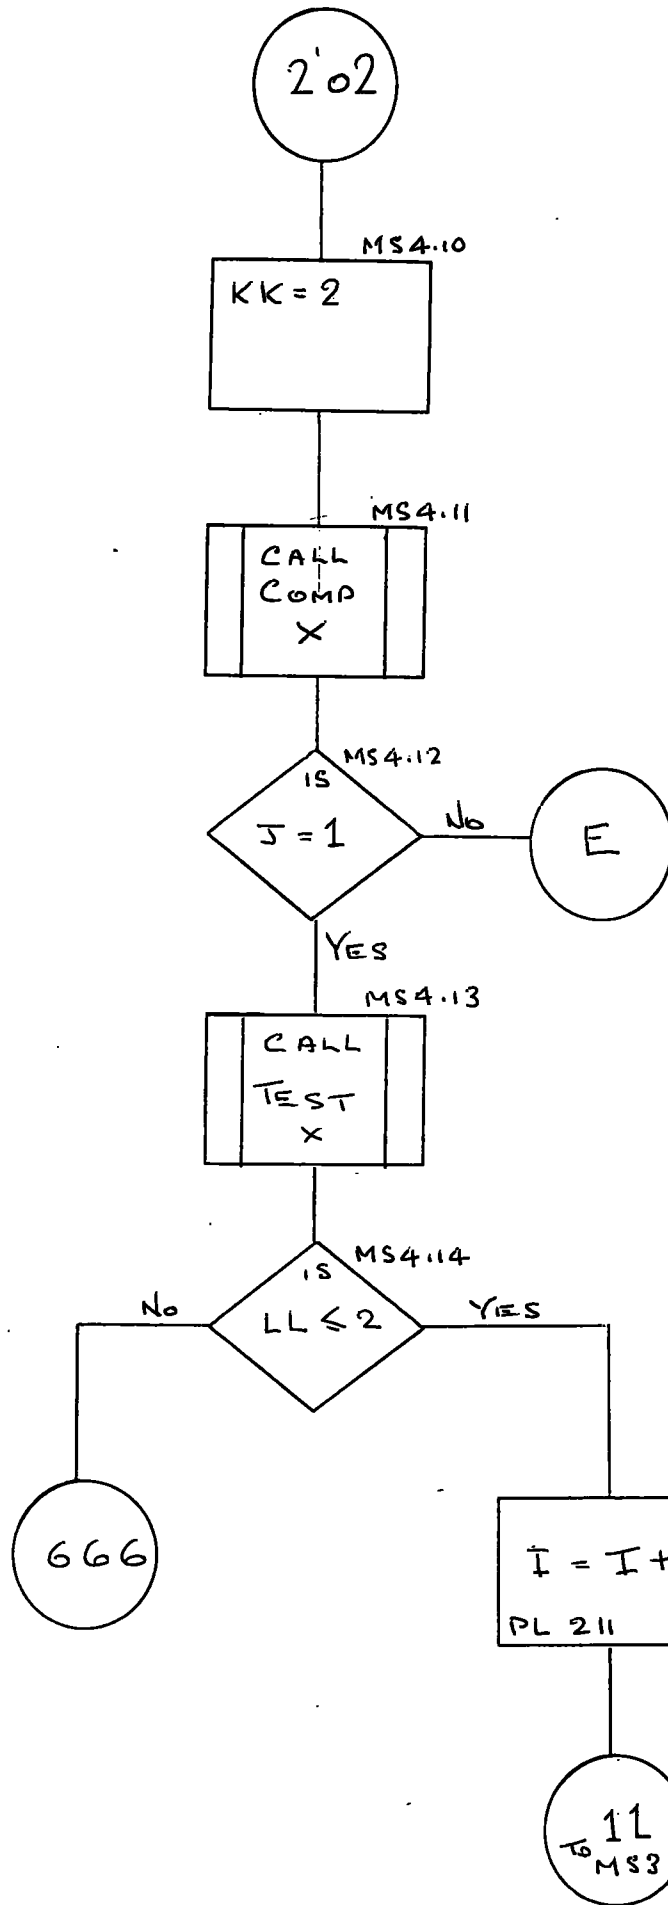 2'02
MS4.10
KK = 2
MS4.11
CALL
COMP
X
MS4.12
IS
J = 1
NO
E
YES
MS4.13
CALL
TEST
X
MS4.14
IS
NO
LL ≤ 2
YES
666
I = I +
PL 211
11
TO
MS3